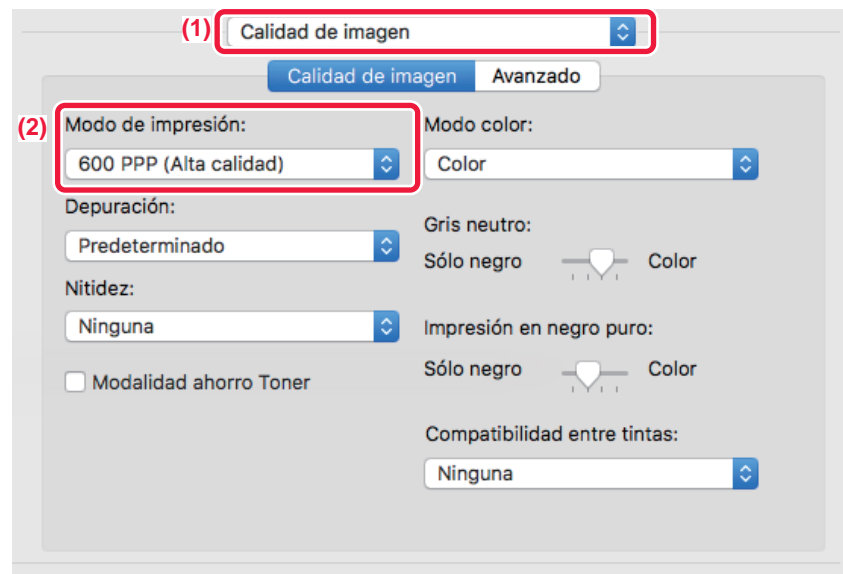 (1) Calidad de imagen
Calidad de imagen Avanzado
(2) Modo de impresión:
600 PPP (Alta calidad)
Depuración:
Predeterminado
Nitidez:
Ninguna
Modalidad ahorro Toner
Modo color:
Color
Gris neutro:
Sólo negro Color
Impresión en negro puro:
Sólo negro Color
Compatibilidad entre tintas:
Ninguna